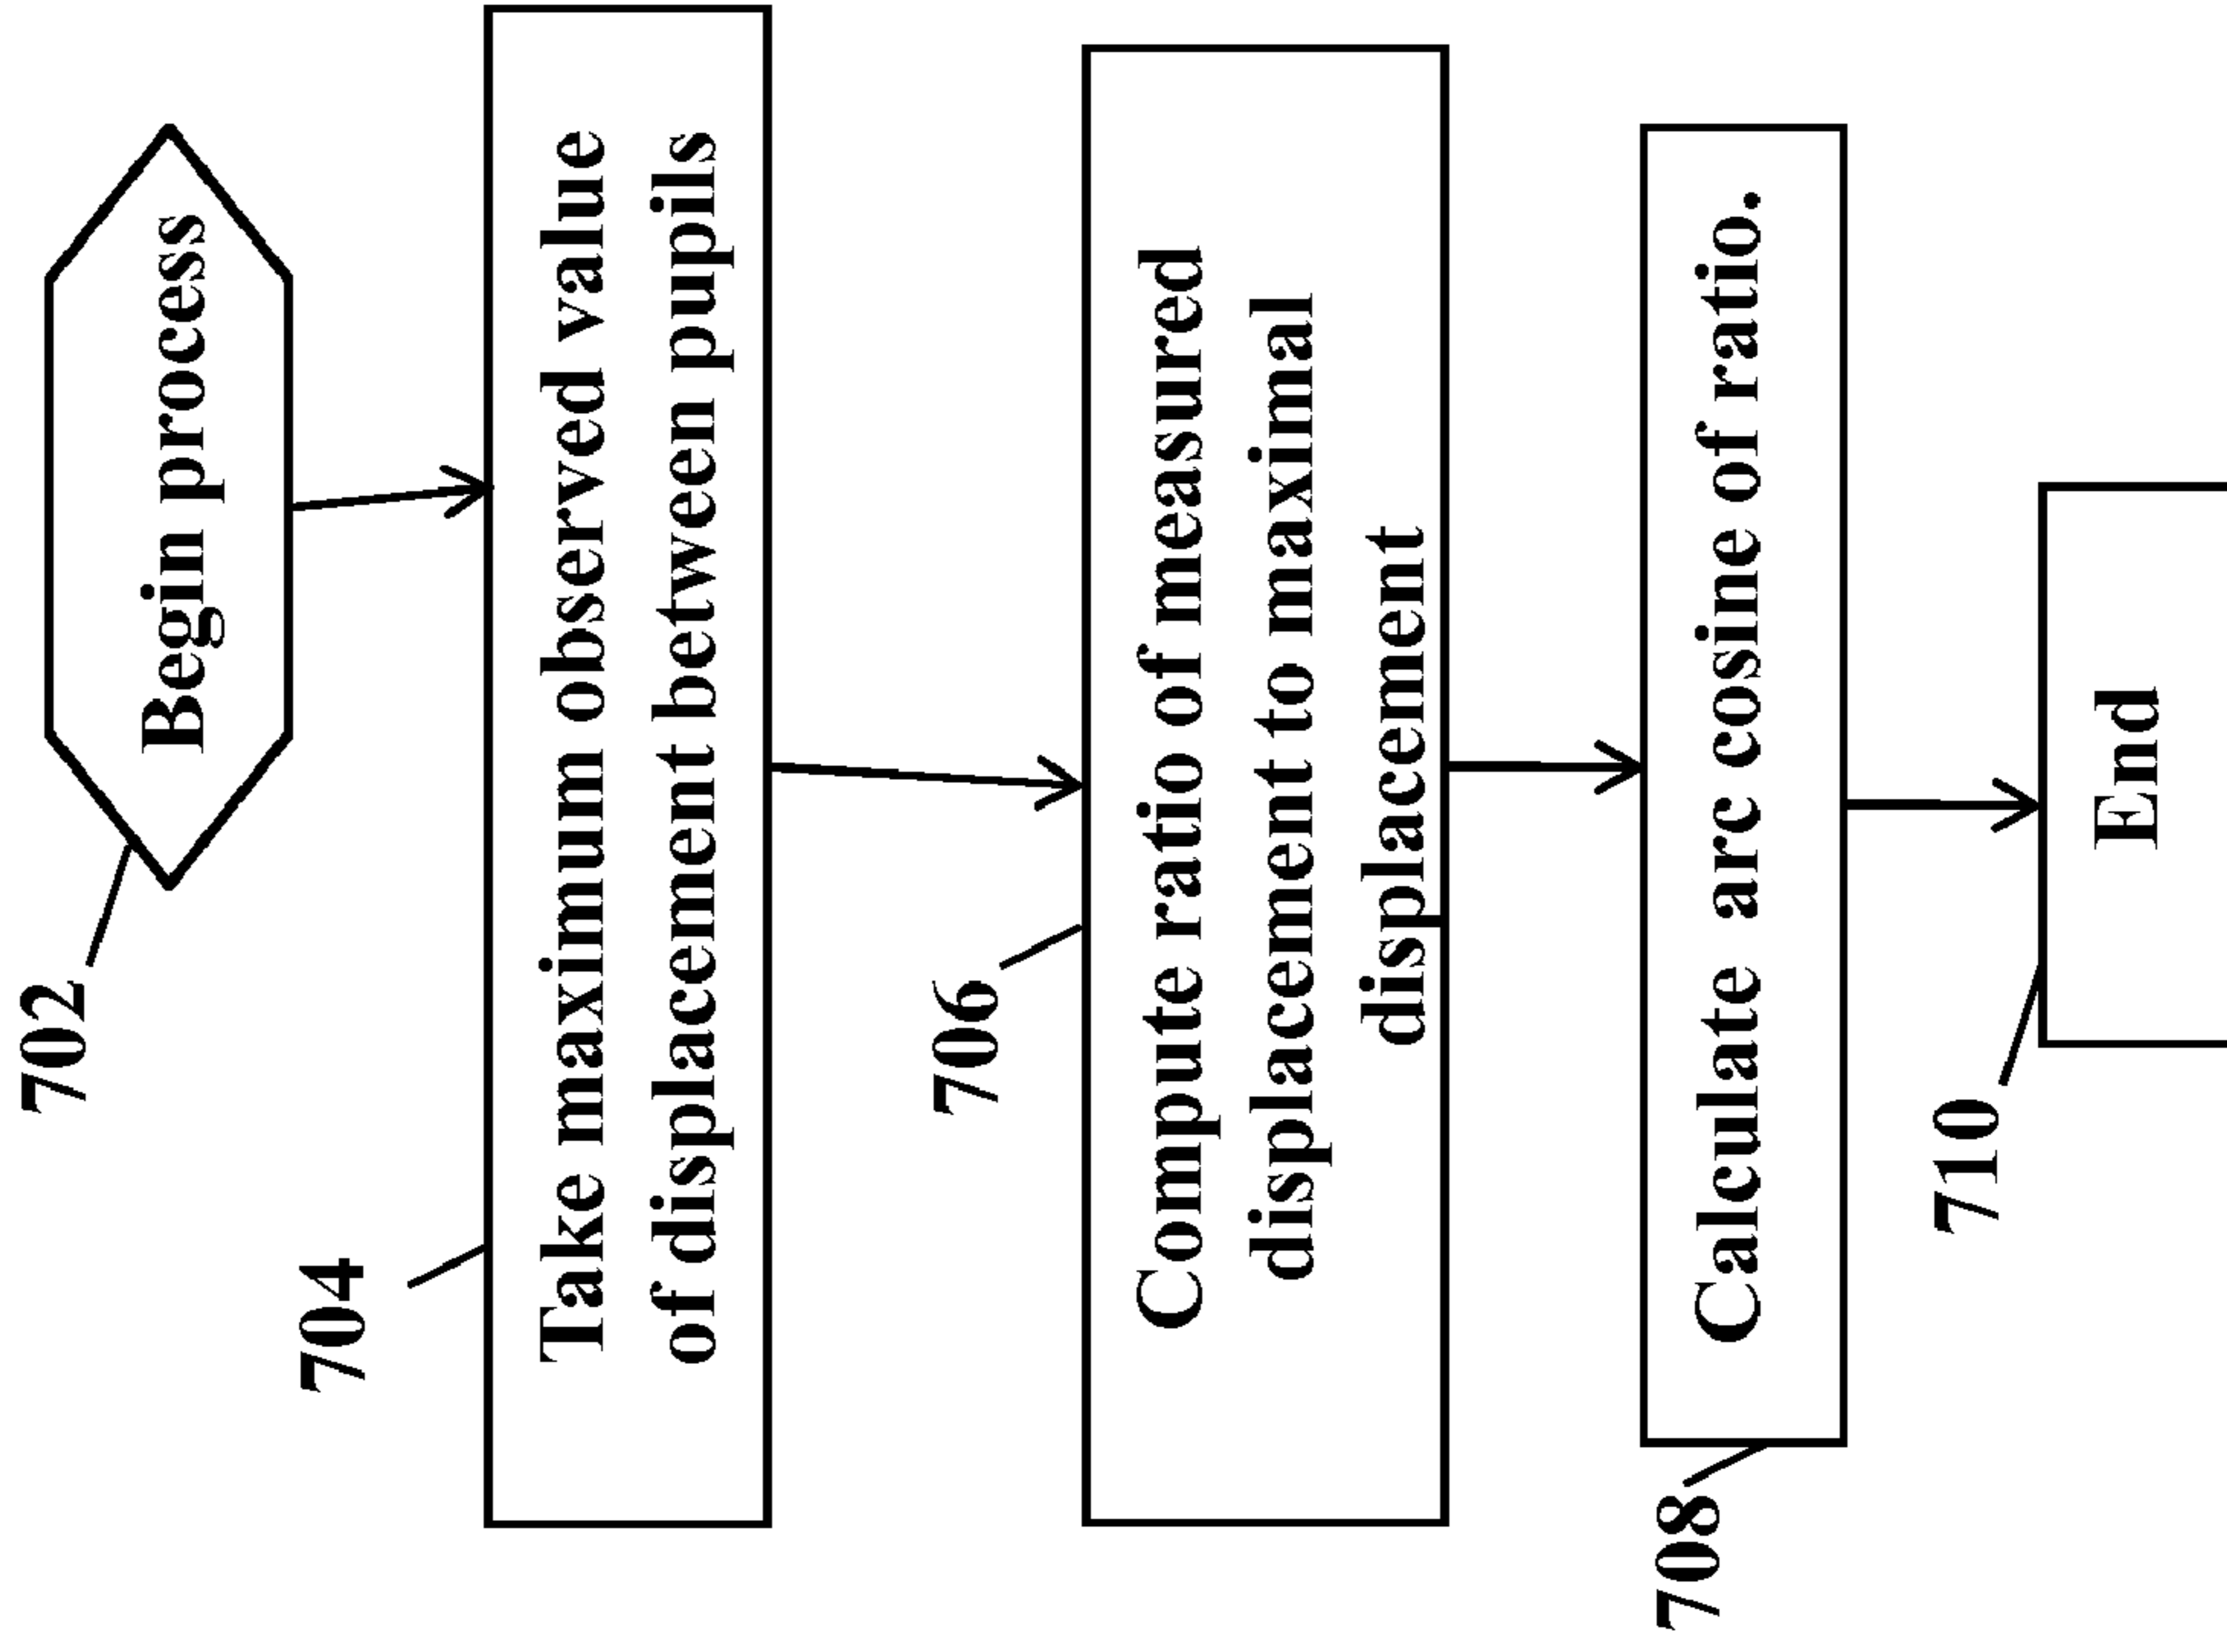 702
Begin process
704
Take maximum observed value
of displacement between pupils
706
Compute ratio of measured
displacement to maximal
displacement
708
Calculate arc cosine of ratio.
710
End